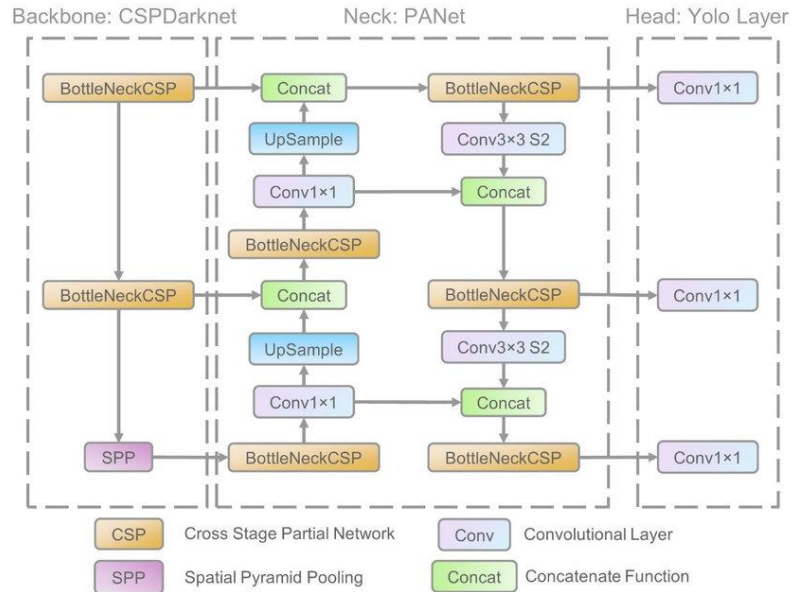 Backbone: CSPDarknet Neck: PANet Head: Yolo Layer
BottleNeckCSP Concat BottleNeckCSP Conv1×1
UpSample Conv3×3 S2
Conv1×1 Concat
BottleNeckCSP
BottleNeckCSP Concat BottleNeckCSP Conv1×1
UpSample Conv3×3 S2
Conv1×1 Concat
SPP BottleNeckCSP BottleNeckCSP Conv1×1
CSP Cross Stage Partial Network Conv Convolutional Layer
SPP Spatial Pyramid Pooling Concat Concatenate Function